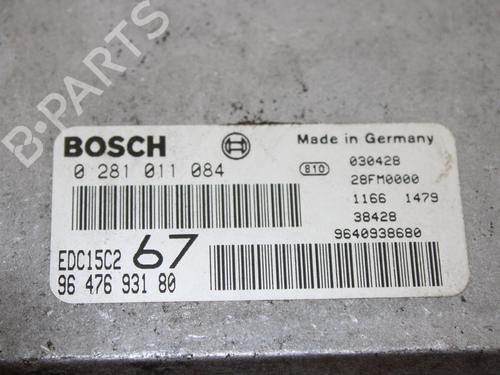 B-PARTS
BOSCH
Made in Germany
0 281 011 084
810
030428
28FM0000
1166 1479
38428
9640938680
EDC15C2 67
96 476 931 80